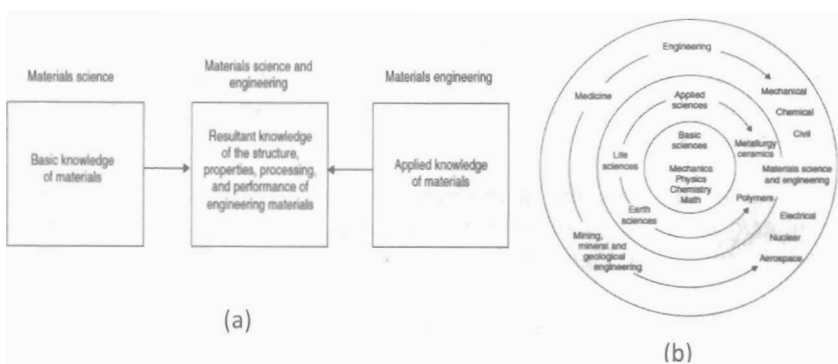 Materials science
Basic knowledge
of materials
Materials science and
engineering
Resultant knowledge
of the structure,
properties, processing,
and performance of
engineering materials
Materials engineering
Applied knowledge
of materials
(a)
Engineering
Medicine
Mechanical
Chemical
Civil
Applied
sciences
Basic
sciences
Metallurgy
ceramics
Life
sciences
Mechanics
Physics
Chemistry
Math
Materials science
and engineering
Polymers
Earth
sciences
Electrical
Nuclear
Aerospace
Mining,
mineral and
geological
engineering
(b)